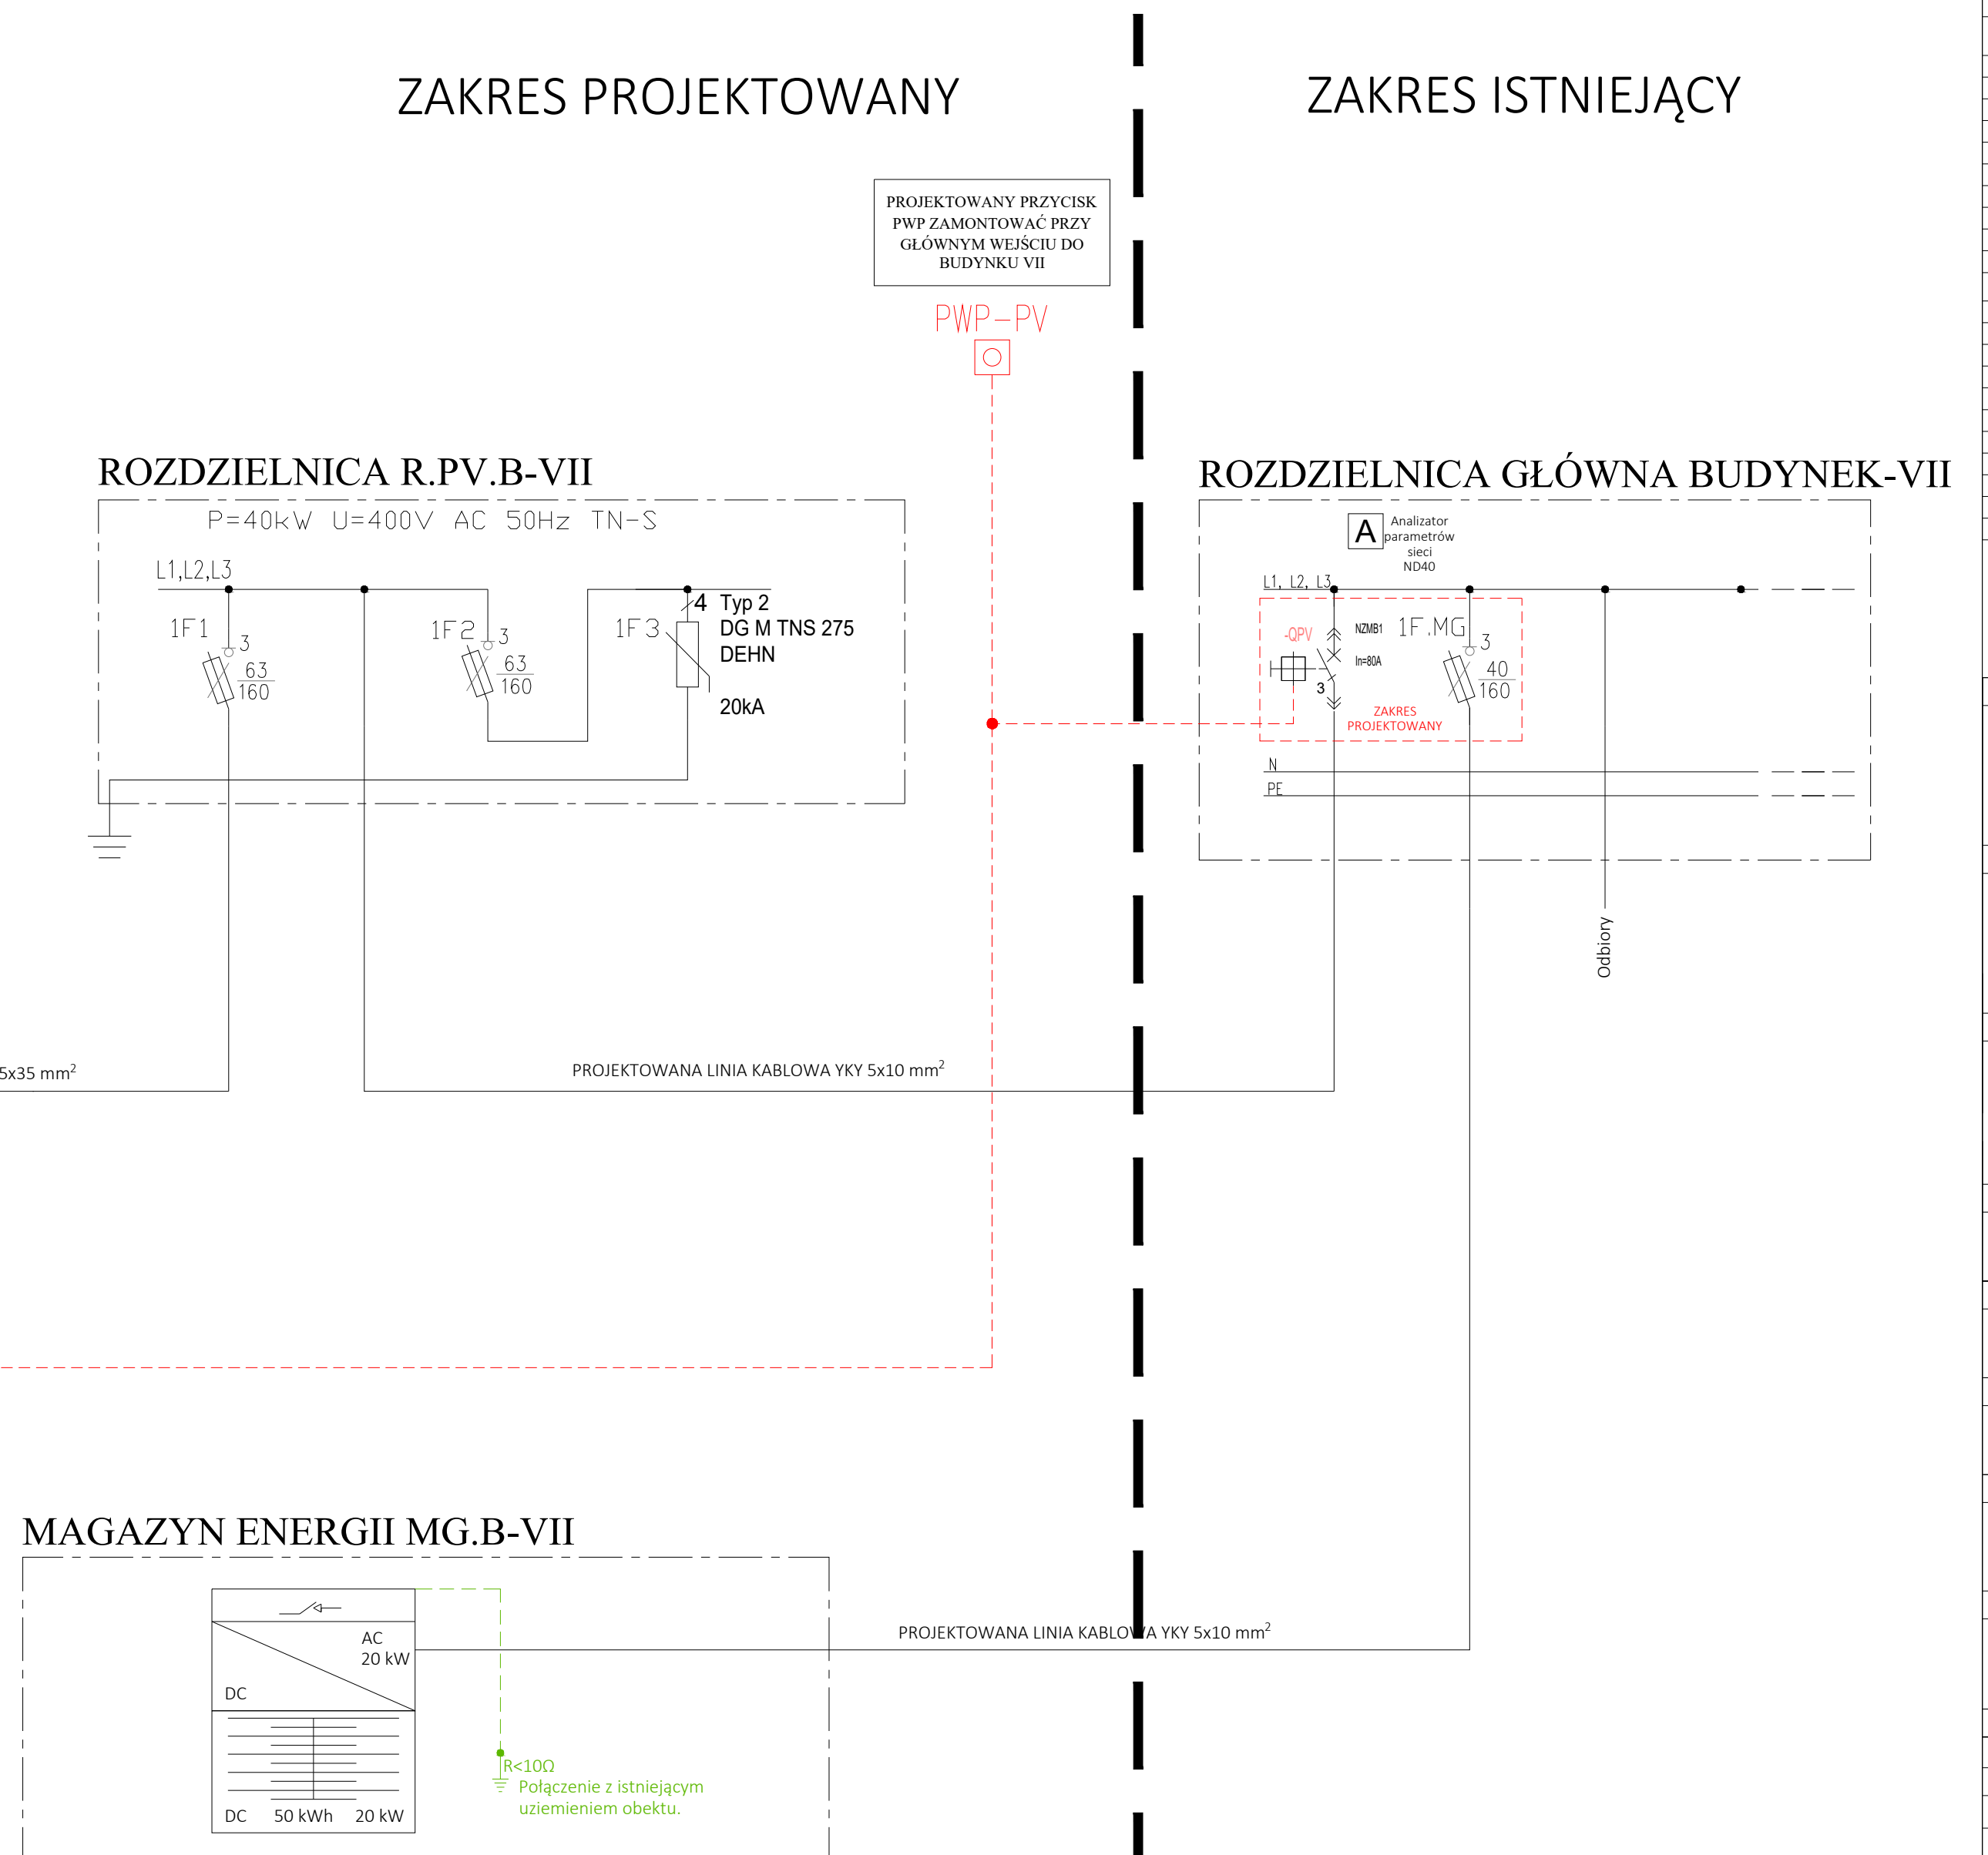 ZAKRES PROJEKTOWANY
ZAKRES ISTNIEJĄCY
PROJEKTOWANY PRZYCISK
PWP ZAMONTOWAĆ PRZY
GŁÓWNYM WEJŚCIU DO
BUDYNKU VII
PWP-PV
ROZDZIELNICA R.PV.B-VII
P=40kW U=400V AC 50Hz TN-S
L1,L2,L3
1F1
3
63
160
1F2
3
63
160
1F3
4
Typ 2
DG M TNS 275
DEHN
20kA
ROZDZIELNICA GŁÓWNA BUDYNEK-VII
A
Analizator
parametrów
sieci
ND40
L1, L2, L3
-QPV
NZMB1
In=80A
3
1F.MG
3
40
160
ZAKRES
PROJEKTOWANY
N
PE
Odbiory
5x35 mm²
PROJEKTOWANA LINIA KABLOWA YKY 5x10 mm²
MAGAZYN ENERGII MG.B-VII
AC
20 kW
DC
DC 50 kWh 20 kW
PROJEKTOWANA LINIA KABLOWA YKY 5x10 mm²
R<10Ω
Połączenie z istniejącym
uziemieniem obektu.